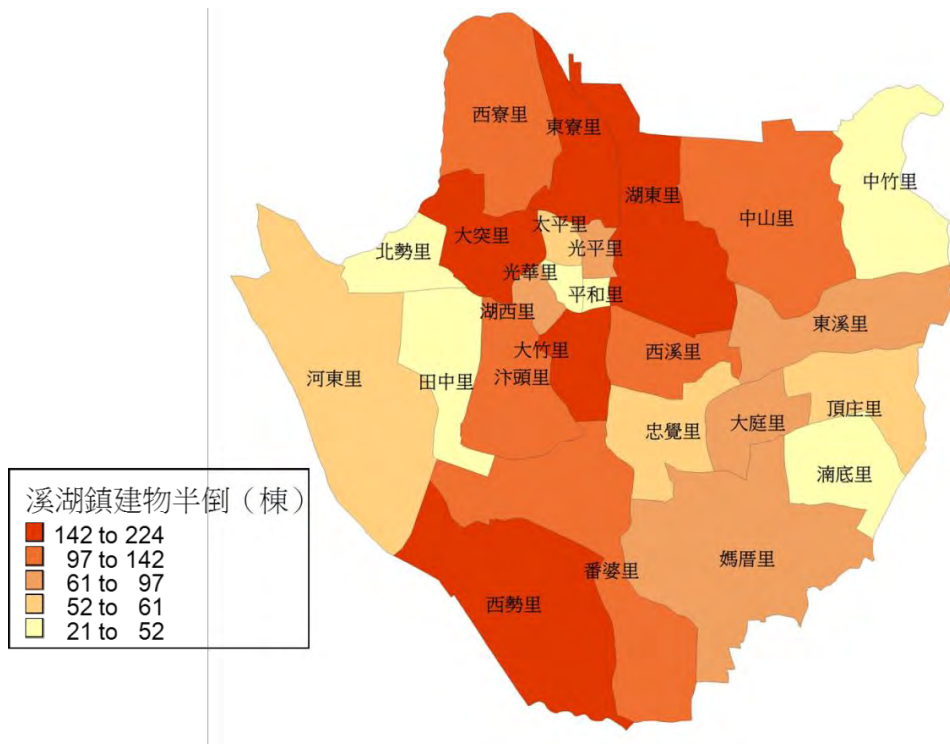 西寮里
東寮里
中竹里
湖東里
中山里
太平里
大突里
光平里
北勢里
光華里
平和里
湖西里
東溪里
大竹里
西溪里
河東里
田中里
汴頭里
頂庄里
大庭里
忠覺里
湳底里
媽厝里
番婆里
西勢里
溪湖鎮建物半倒（棟）
142 to 224
97 to 142
61 to 97
52 to 61
21 to 52